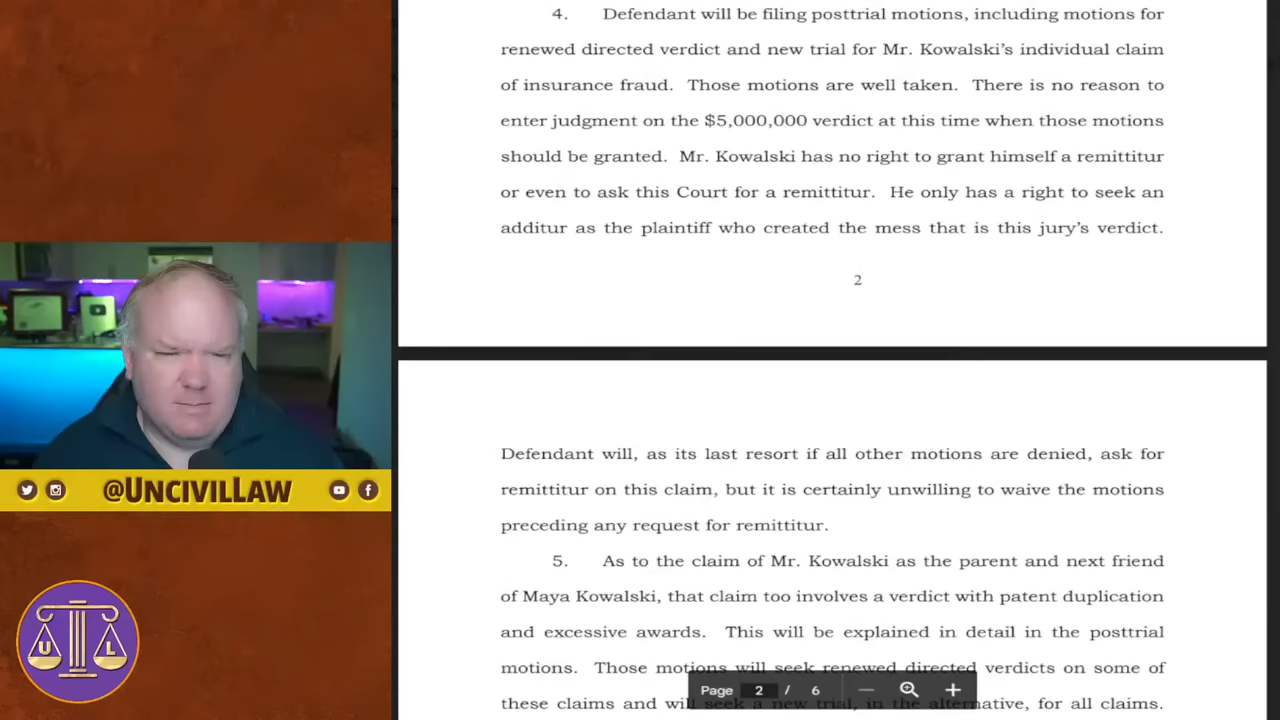 4. Defendant will be filing posttrial motions, including motions for
renewed directed verdict and new trial for Mr. Kowalski's individual claim
of insurance fraud. Those motions are well taken. There is no reason to
enter judgment on the $5,000,000 verdict at this time when those motions
should be granted. Mr. Kowalski has no right to grant himself a remittitur
or even to ask this Court for a remittitur. He only has a right to seek an
additur as the plaintiff who created the mess that is this jury's verdict.
2
Defendant will, as its last resort if all other motions are denied, ask for
remittitur on this claim, but it is certainly unwilling to waive the motions
preceding any request for remittitur.
5. As to the claim of Mr. Kowalski as the parent and next friend
of Maya Kowalski, that claim too involves a verdict with patent duplication
and excessive awards. This will be explained in detail in the posttrial
motions. Those motions will seek renewed directed verdicts on some of
these claims and will seek a new trial, in the alternative, for all claims.
Page 2 / 6
@UNCIVILLAW
U L